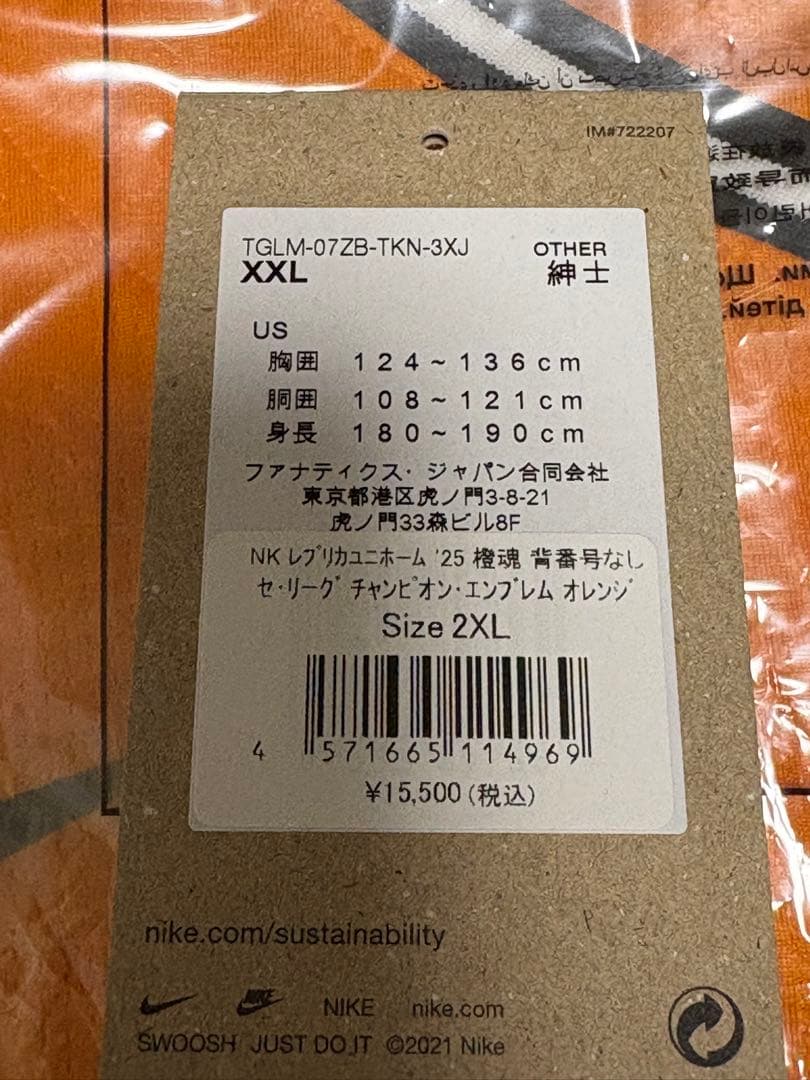 IM#722207
TGLM-07ZB-TKN-3XJ OTHER
XXL 紳士
US
胸囲 124~136cm
胴囲 108~121cm
身長 180~190cm
ファナティクス・ジャパン合同会社
東京都港区虎ノ門3-8-21
虎ノ門33森ビル8F
NK レプリカユニホーム '25 橙魂 背番号なし
セ・リーグ チャンピオン・エンブレム オレンジ
Size 2XL
4 571665 114969
¥15,500(税込)
nike.com/sustainability
NIKE NIKE nike.com
SWOOSH JUST DO IT ©2021 Nike